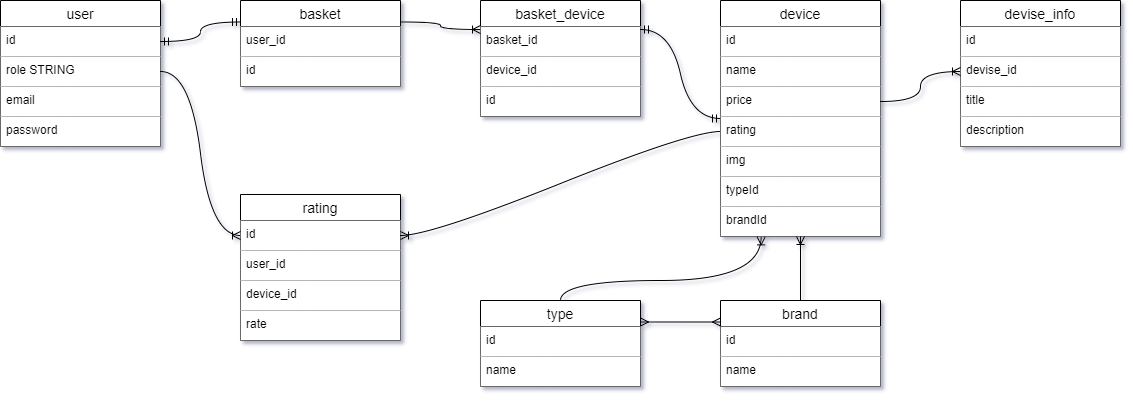 user
id
role STRING
email
password
basket
user_id
id
basket_device
basket_id
device_id
id
device
id
name
price
rating
img
typeId
brandId
devise_info
id
devise_id
title
description
rating
id
user_id
device_id
rate
type
id
name
brand
id
name